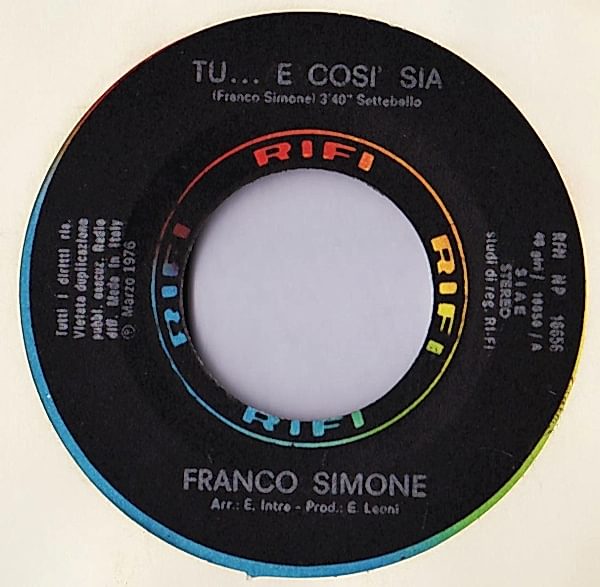 TU... E COSI' SIA
(Franco Simone) 3'40" Settebello
RIFI
RIFI
RIFI
RIFI
Tutti i diritti ris.
Vietata duplicazione
pubbl. esecuz. Radio
diff. Made in Italy
℗ Marzo 1976
RFN NP 16656
45 giri / 16656 / A
SIAE
STEREO
studi di reg. RI-FI
FRANCO SIMONE
Arr.: E. Intra - Prod.: E. Leoni